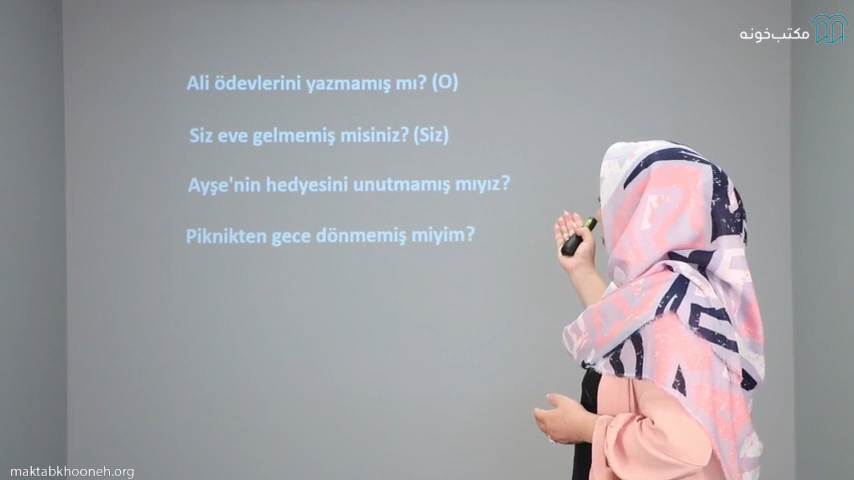 مکتب‌خونه
Ali ödevlerini yazmamış mı? (O)
Siz eve gelmemiş misiniz? (Siz)
Ayşe'nin hedyesini unutmamış mıyız?
Piknikten gece dönmemiş miyim?
maktabkhooneh.org